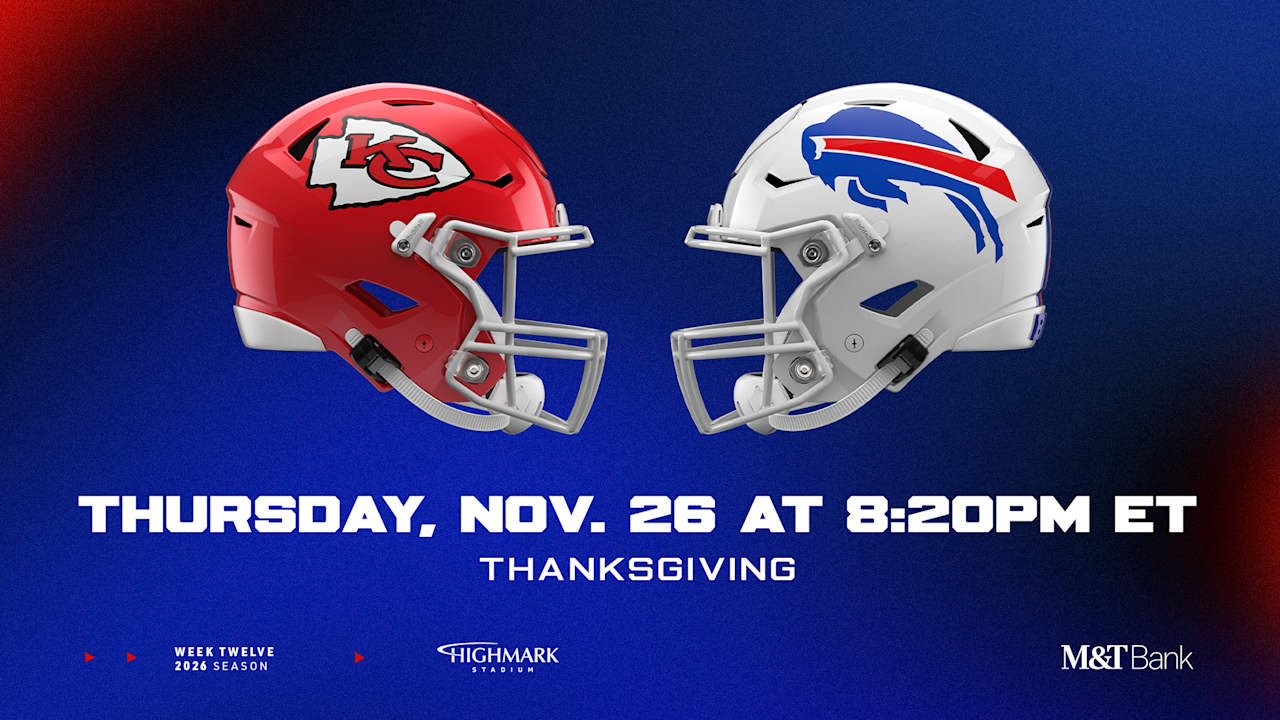 KC
THURSDAY, NOV. 26 AT 8:20PM ET
THANKSGIVING
WEEK TWELVE
2026 SEASON
HIGHMARK
STADIUM
M&T Bank